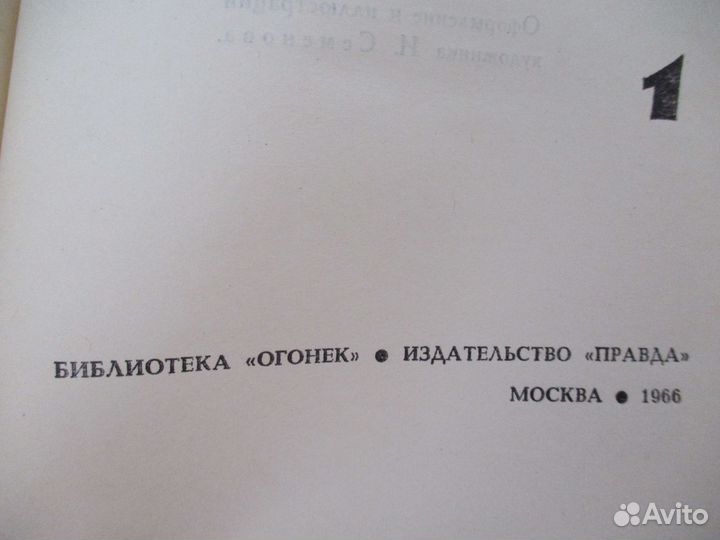 Оформление и иллюстрации
художника И. Семенова.
1
БИБЛИОТЕКА «ОГОНЕК» • ИЗДАТЕЛЬСТВО «ПРАВДА»
МОСКВА • 1966
Avito